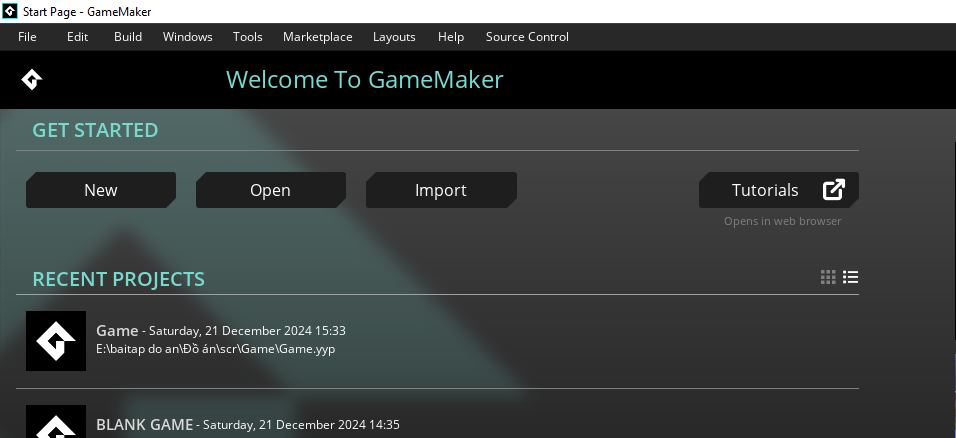 Start Page - GameMaker
File Edit Build Windows Tools Marketplace Layouts Help Source Control
Welcome To GameMaker
GET STARTED
New Open Import Tutorials
Opens in web browser
RECENT PROJECTS
Game - Saturday, 21 December 2024 15:33
E:\baitap do an\Đồ án\scr\Game\Game.yyp
BLANK GAME - Saturday, 21 December 2024 14:35